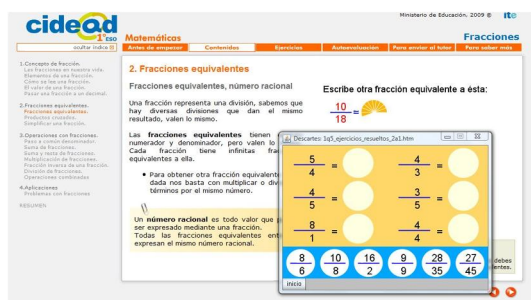 Ministerio de Educación, 2009 © ite
cidead
1ºESO
Matemáticas
Fracciones
ocultar índice
Antes de empezar Contenidos Ejercicios Autoevaluación Para enviar al tutor Para saber más
1.Concepto de fracción.
Las fracciones en nuestra vida.
Elementos de una fracción.
Cómo se lee una fracción.
El valor de una fracción.
Pasar una fracción a un decimal.
2.Fracciones equivalentes.
Fracciones equivalentes.
Productos cruzados.
Simplificar una fracción.
3.Operaciones con fracciones.
Paso a común denominador.
Suma de fracciones.
Suma y resta de fracciones.
Multiplicación de fracciones.
Fracción inversa de una fracción.
División de fracciones.
Operaciones combinadas
4.Aplicaciones
Problemas con fracciones
RESUMEN
2. Fracciones equivalentes
Fracciones equivalentes, número racional
Una fracción representa una división, sabemos que
hay diversas divisiones que dan el mismo
resultado, valen lo mismo.
Las fracciones equivalentes tienen
numerador y denominador, pero valen lo
Cada fracción tiene infinitas
equivalentes a ella.
Para obtener otra fracción equivalente
dada nos basta con multiplicar o
términos por el mismo número.
Un número racional es todo valor que
ser expresado mediante una fracción.
Todas las fracciones equivalentes
expresan el mismo número racional.
Escribe otra fracción equivalente a ésta:
10
18
=
Descartes: 1q5_ejercicios_resueltos_2a1.htm
5 4
4 = 3 =
4 3
5 = 5 =
8 4
1 = 4 =
8 10 16 9 28 27
6 8 2 9 35 45
inicio
debes